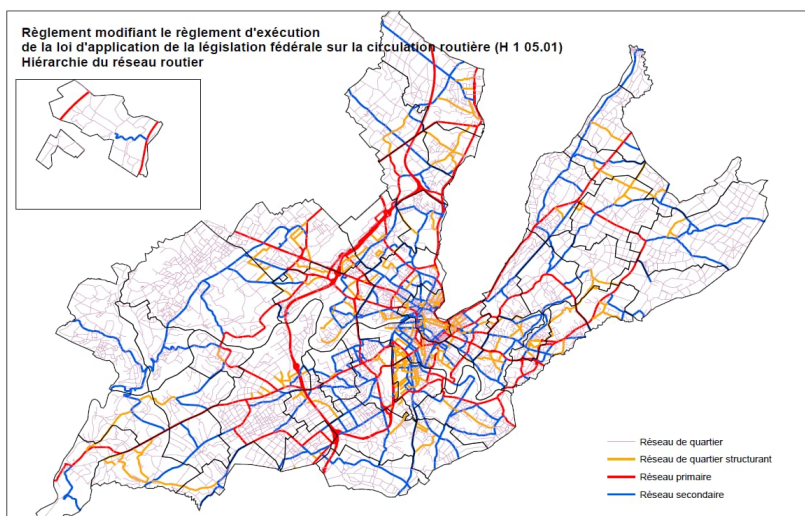 Règlement modifiant le règlement d'exécution
de la loi d'application de la législation fédérale sur la circulation routière (H 1 05.01)
Hiérarchie du réseau routier
Réseau de quartier
Réseau de quartier structurant
Réseau primaire
Réseau secondaire